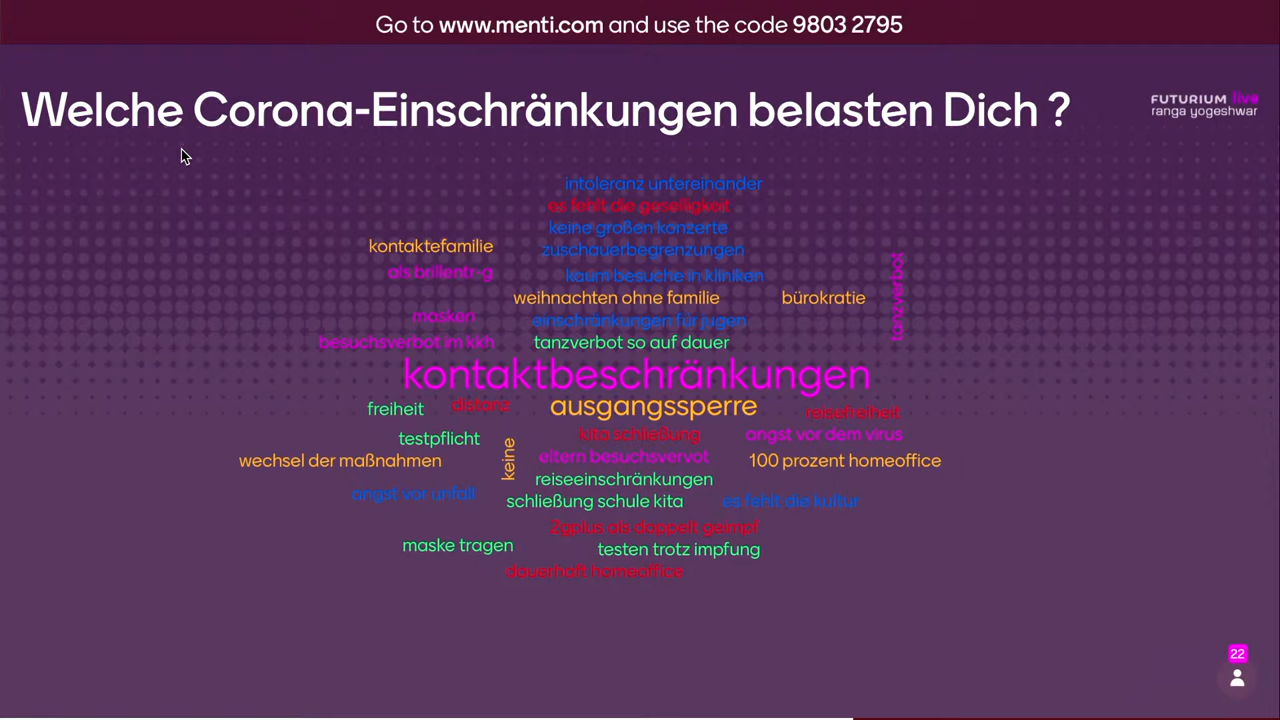 Go to www.menti.com and use the code 9803 2795
Welche Corona-Einschränkungen belasten Dich ?
FUTURIUM live
ranga yogeshwar
intoleranz untereinander
es fehlt die geselligkeit
keine großen konzerte
kontaktefamilie
zuschauerbegrenzungen
als brillentr-g
kaum besuche in kliniken
tanzverbot
weihnachten ohne familie
bürokratie
masken
einschränkungen für jugen
besuchsverbot im kkh
tanzverbot so auf dauer
kontaktbeschränkungen
freiheit
distanz
ausgangssperre
reisefreiheit
testpflicht
keine
kita schließung
angst vor dem virus
wechsel der maßnahmen
eltern besuchsvervot
100 prozent homeoffice
reiseeinschränkungen
angst vor unfall
schließung schule kita
es fehlt die kultur
2gplus als doppelt geimpf
maske tragen
testen trotz impfung
dauerhaft homeoffice
22